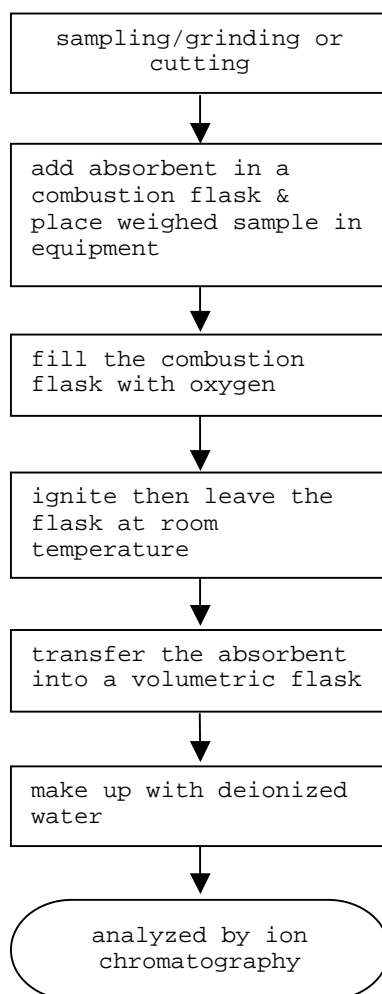 sampling/grinding or
cutting
add absorbent in a
combustion flask &
place weighed sample in
equipment
fill the combustion
flask with oxygen
ignite then leave the
flask at room
temperature
transfer the absorbent
into a volumetric flask
make up with deionized
water
analyzed by ion
chromatography